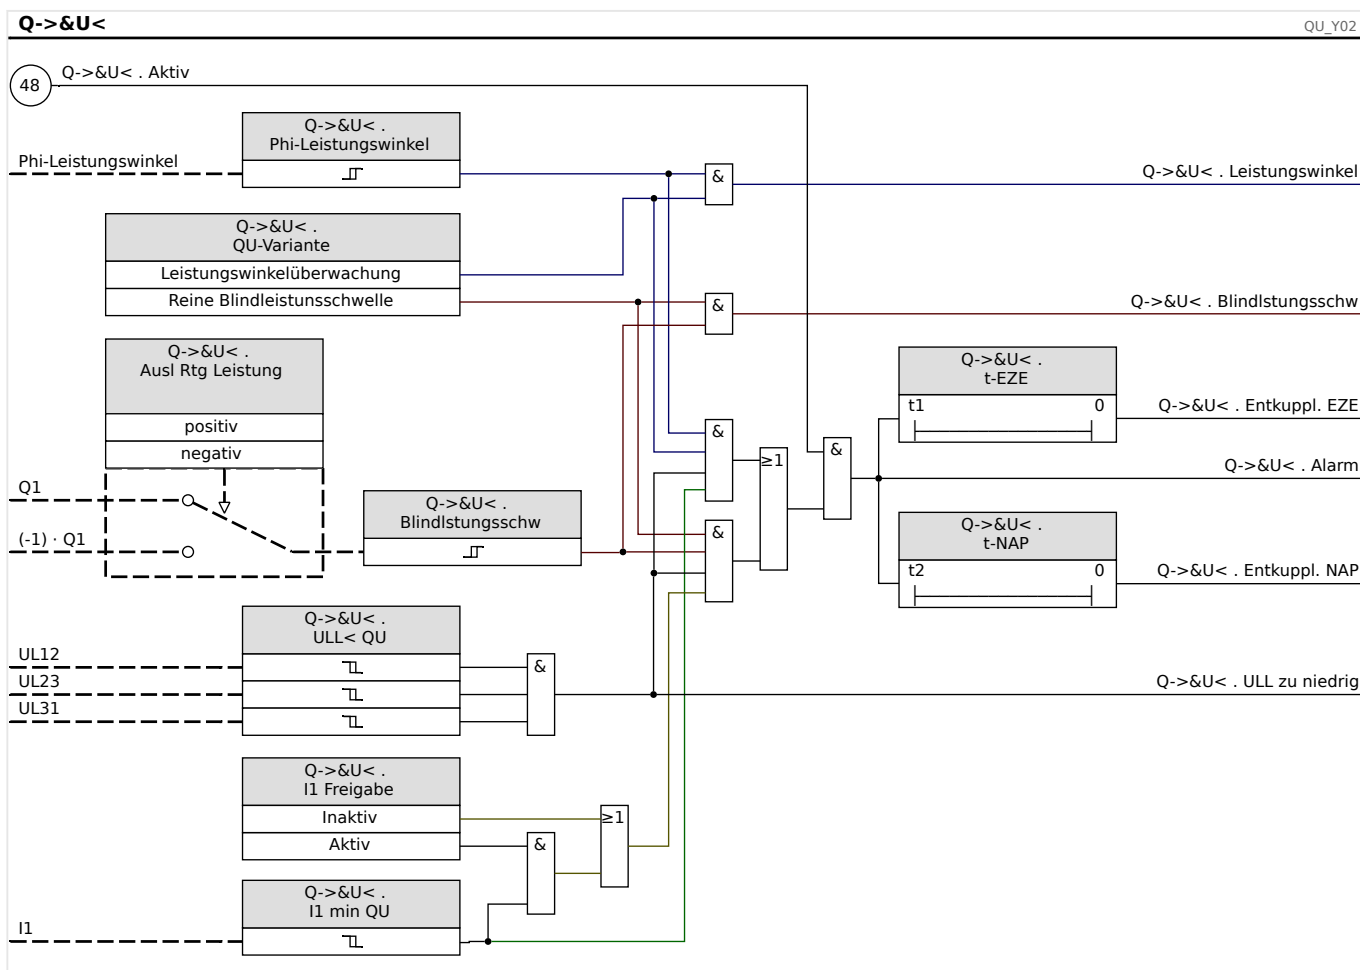 Q->&U<
QU_Y02
48
Q->&U< . Aktiv
Q->&U< .
Phi-Leistungswinkel
Phi-Leistungswinkel
&
Q->&U< . Leistungswinkel
Q->&U< .
QU-Variante
Leistungswinkelüberwachung
Reine Blindleistunsschwelle
&
Q->&U< . Blindlstungsschw
Q->&U< .
Ausl Rtg Leistung
positiv
negativ
Q->&U< .
t-EZE
t1 0
Q->&U< . Entkuppl. EZE
&
≥1
&
Q->&U< . Alarm
Q1
(-1) · Q1
Q->&U< .
Blindlstungsschw
&
Q->&U< .
t-NAP
t2 0
Q->&U< . Entkuppl. NAP
Q->&U< .
ULL< QU
UL12
UL23
UL31
&
Q->&U< . ULL zu niedrig
Q->&U< .
I1 Freigabe
Inaktiv
Aktiv
&
≥1
Q->&U< .
I1 min QU
I1